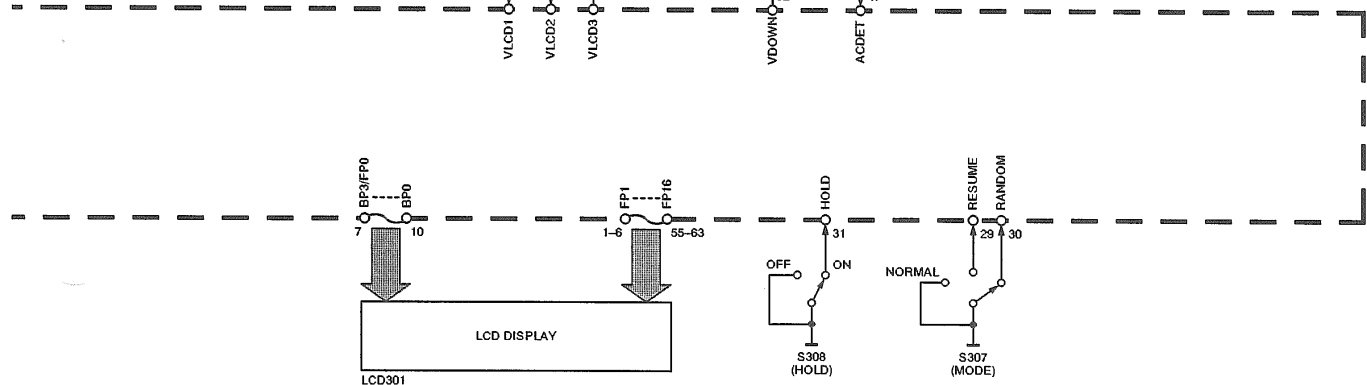 VLCD1
VLCD2
VLCD3
VDOWN
ACDET
BP3/FP0
BP0
FP1
FP16
HOLD
RESUME
RANDOM
7
10
1–6
55–63
31
29
30
OFF
ON
NORMAL
LCD DISPLAY
LCD301
S308
(HOLD)
S307
(MODE)